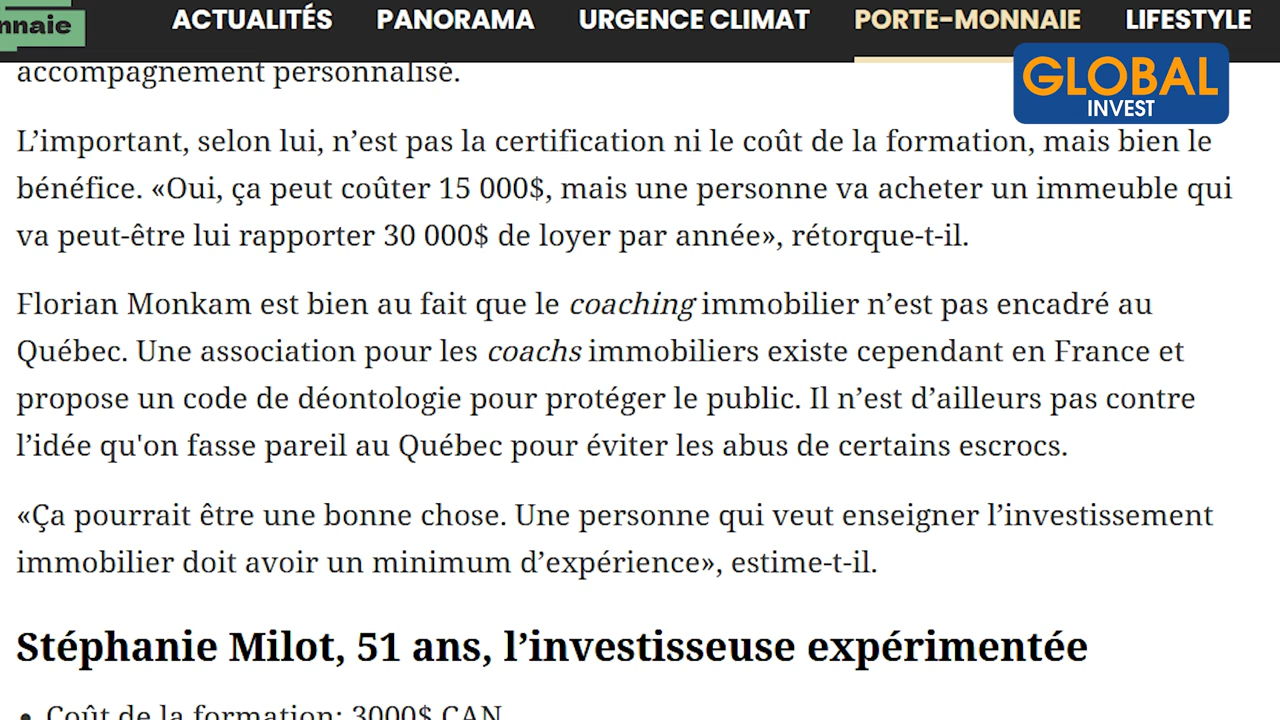 nnaie
ACTUALITÉS PANORAMA URGENCE CLIMAT PORTE-MONNAIE LIFESTYLE
GLOBAL
INVEST
accompagnement personnalisé.
L’important, selon lui, n’est pas la certification ni le coût de la formation, mais bien le
bénéfice. «Oui, ça peut coûter 15 000$, mais une personne va acheter un immeuble qui
va peut-être lui rapporter 30 000$ de loyer par année», rétorque-t-il.
Florian Monkam est bien au fait que le coaching immobilier n’est pas encadré au
Québec. Une association pour les coachs immobiliers existe cependant en France et
propose un code de déontologie pour protéger le public. Il n’est d’ailleurs pas contre
l’idée qu'on fasse pareil au Québec pour éviter les abus de certains escrocs.
«Ça pourrait être une bonne chose. Une personne qui veut enseigner l’investissement
immobilier doit avoir un minimum d’expérience», estime-t-il.
Stéphanie Milot, 51 ans, l’investisseuse expérimentée
• Coût de la formation: 3000$ CAN